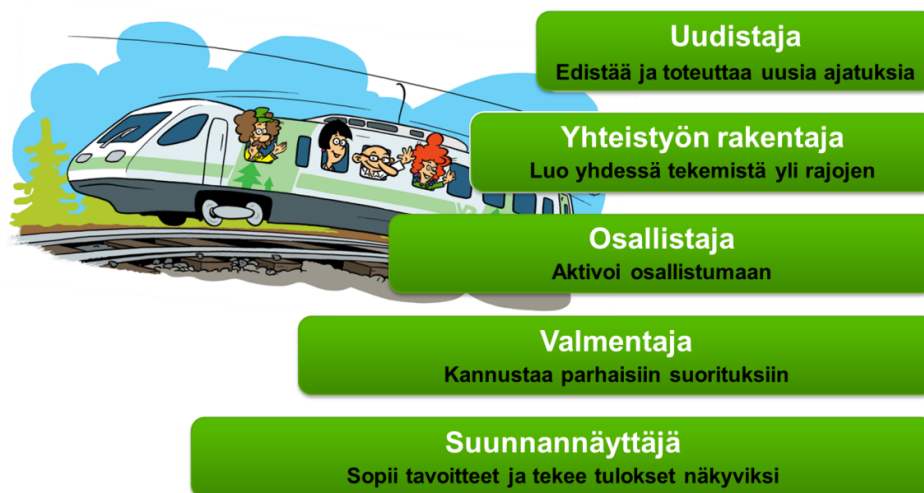 Uudistaja
Edistää ja toteuttaa uusia ajatuksia
Yhteistyön rakentaja
Luo yhdessä tekemistä yli rajojen
Osallistaja
Aktivoi osallistumaan
Valmentaja
Kannustaa parhaisiin suorituksiin
Suunnannäyttäjä
Sopii tavoitteet ja tekee tulokset näkyviksi